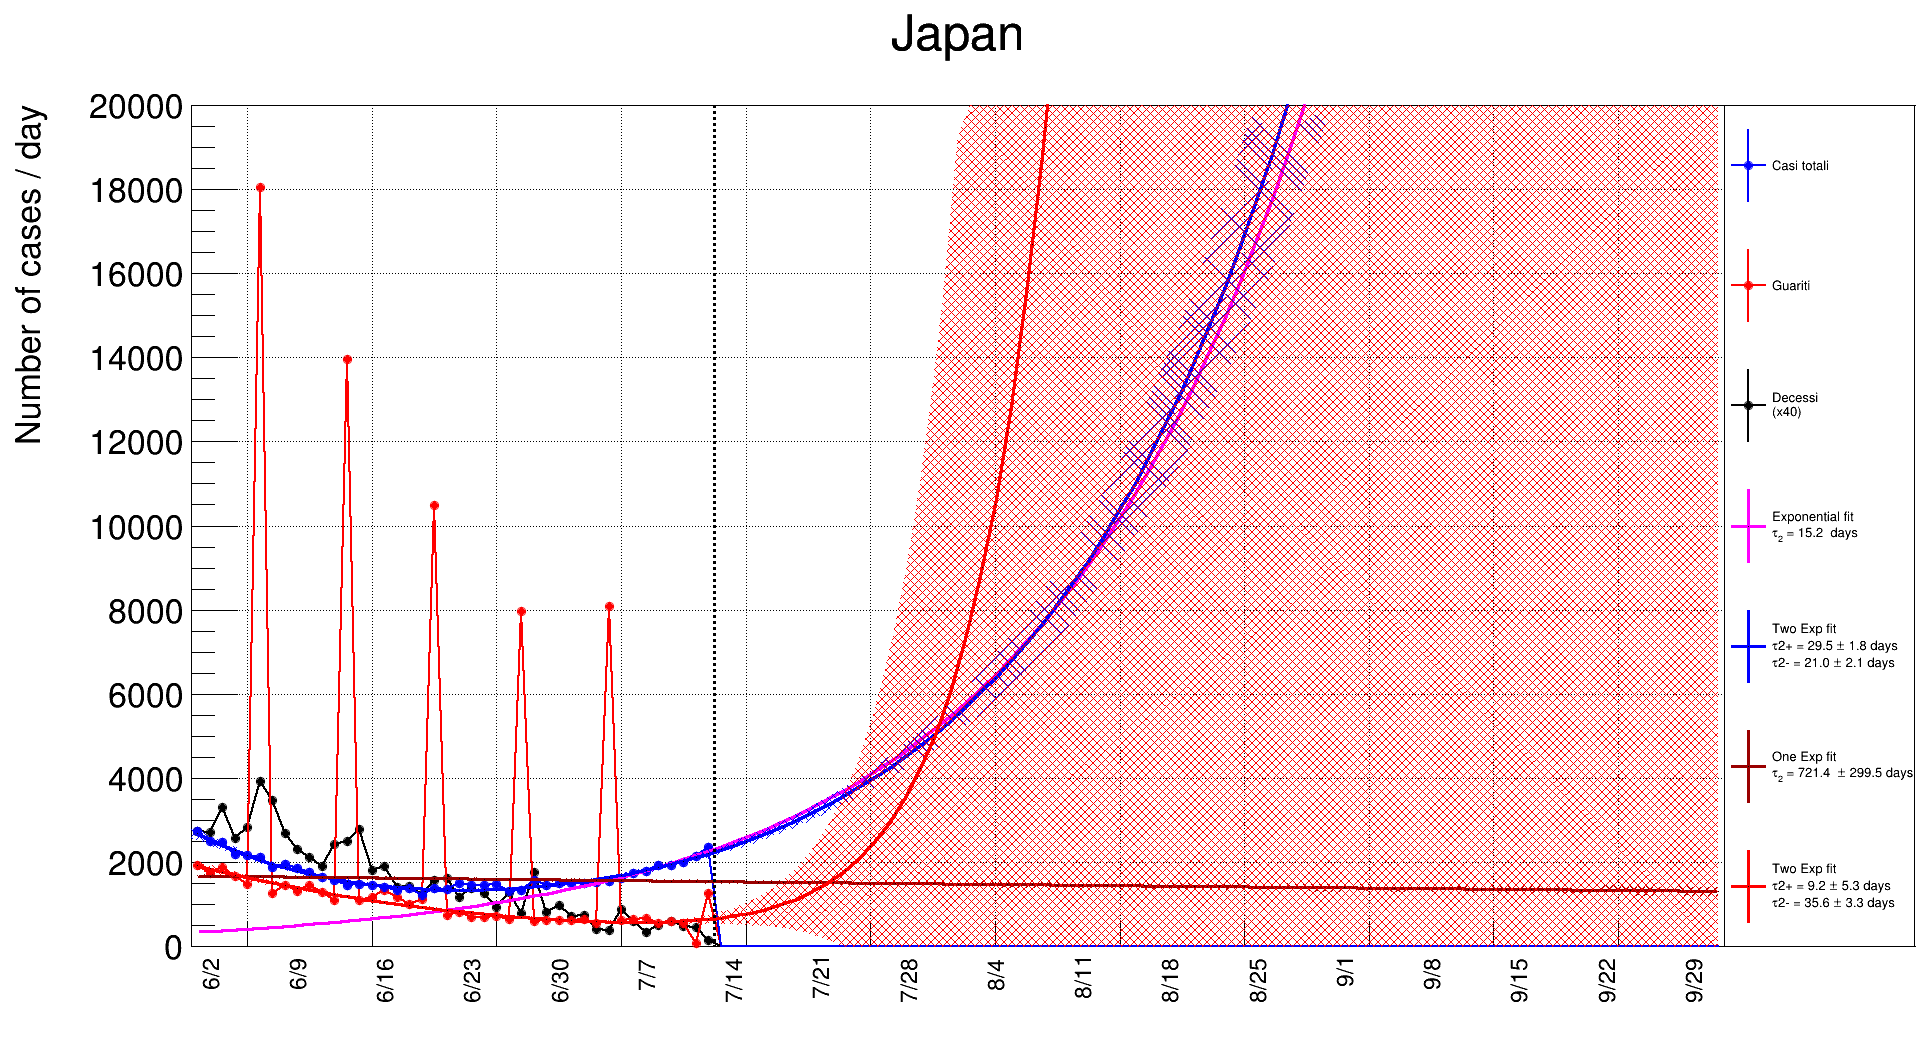 Japan
Number of cases / day
20000
18000
16000
14000
12000
10000
8000
6000
4000
2000
0
6/2
6/9
6/16
6/23
6/30
7/7
7/14
7/21
7/28
8/4
8/11
8/18
8/25
9/1
9/8
9/15
9/22
9/29
Casi totali
Guariti
Decessi
(x40)
Exponential fit
τ₂ = 15.2 days
Two Exp fit
τ2+ = 29.5 ± 1.8 days
τ2- = 21.0 ± 2.1 days
One Exp fit
τ₂ = 721.4 ± 299.5 days
Two Exp fit
τ2+ = 9.2 ± 5.3 days
τ2- = 35.6 ± 3.3 days